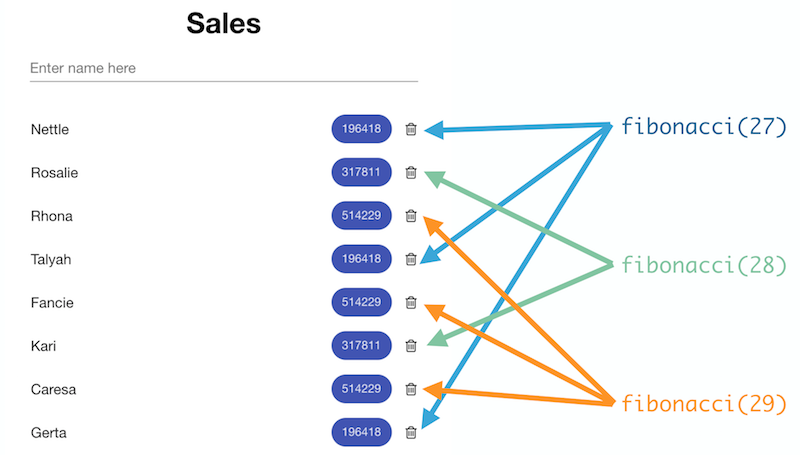 Sales
Enter name here
Nettle 196418 fibonacci(27)
Rosalie 317811
Rhona 514229
Talyah 196418 fibonacci(28)
Fancie 514229
Kari 317811
Caresa 514229 fibonacci(29)
Gerta 196418